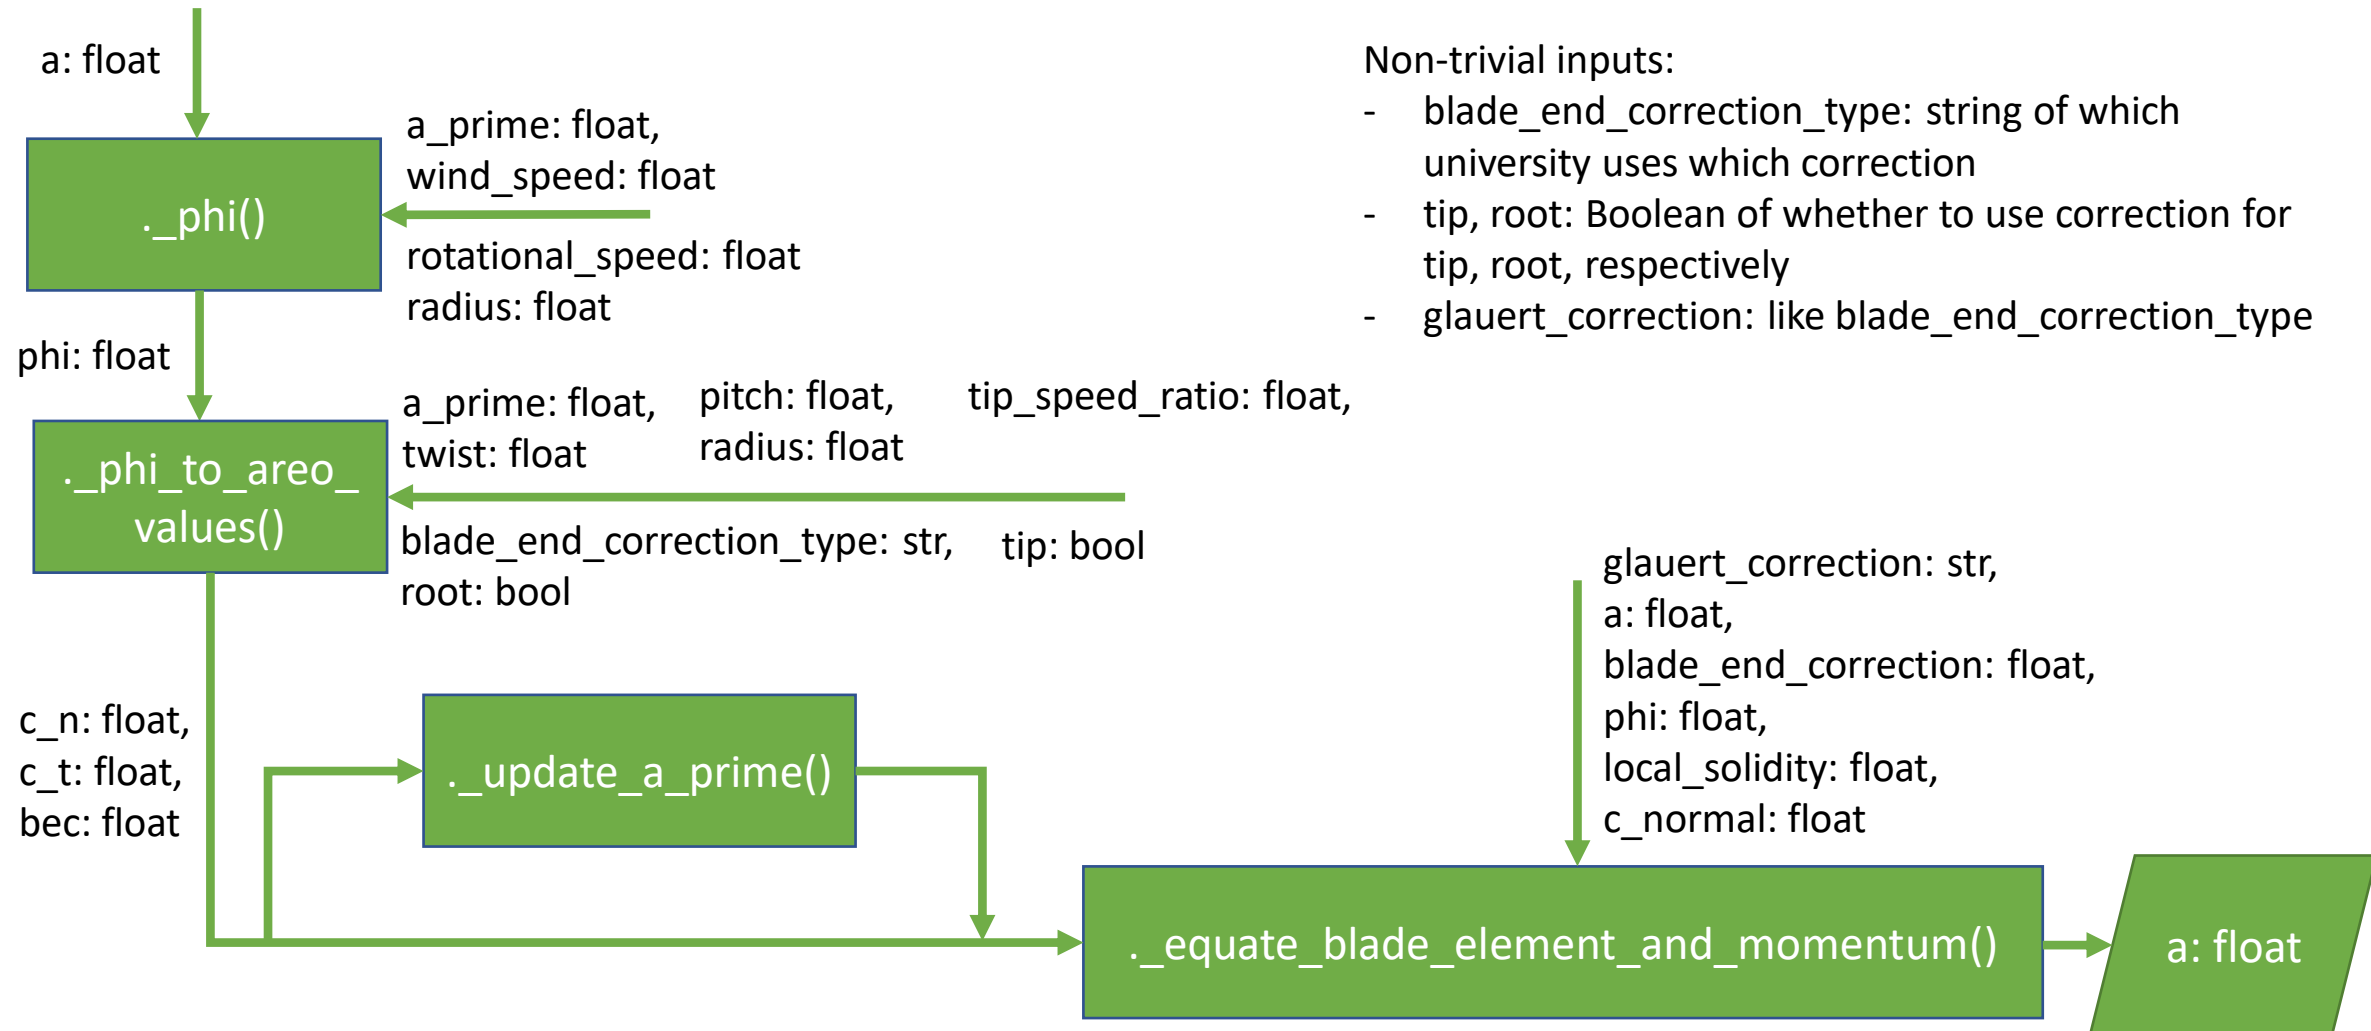 a: float
._phi()
a_prime: float,
wind_speed: float
rotational_speed: float
radius: float
Non-trivial inputs:
- blade_end_correction_type: string of which
university uses which correction
- tip, root: Boolean of whether to use correction for
tip, root, respectively
- glauert_correction: like blade_end_correction_type
phi: float
._phi_to_areo_
values()
a_prime: float,
twist: float
pitch: float,
radius: float
tip_speed_ratio: float,
blade_end_correction_type: str,
root: bool
tip: bool
glauert_correction: str,
a: float,
blade_end_correction: float,
phi: float,
local_solidity: float,
c_normal: float
c_n: float,
c_t: float,
bec: float
._update_a_prime()
._equate_blade_element_and_momentum()
a: float